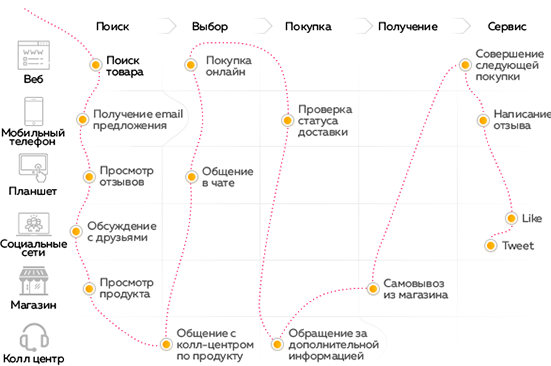 Поиск
Выбор
Покупка
Получение
Сервис
Веб
Поиск
товара
Покупка
онлайн
Совершение
следующей
покупки
Мобильный
телефон
Получение email
предложения
Проверка
статуса
доставки
Написание
отзыва
Планшет
Просмотр
отзывов
Общение
в чате
Социальные
сети
Обсуждение
с друзьями
Like
Tweet
Магазин
Просмотр
продукта
Самовывоз
из магазина
Колл центр
Общение с
колл-центром
по продукту
Обращение за
дополнительной
информацией